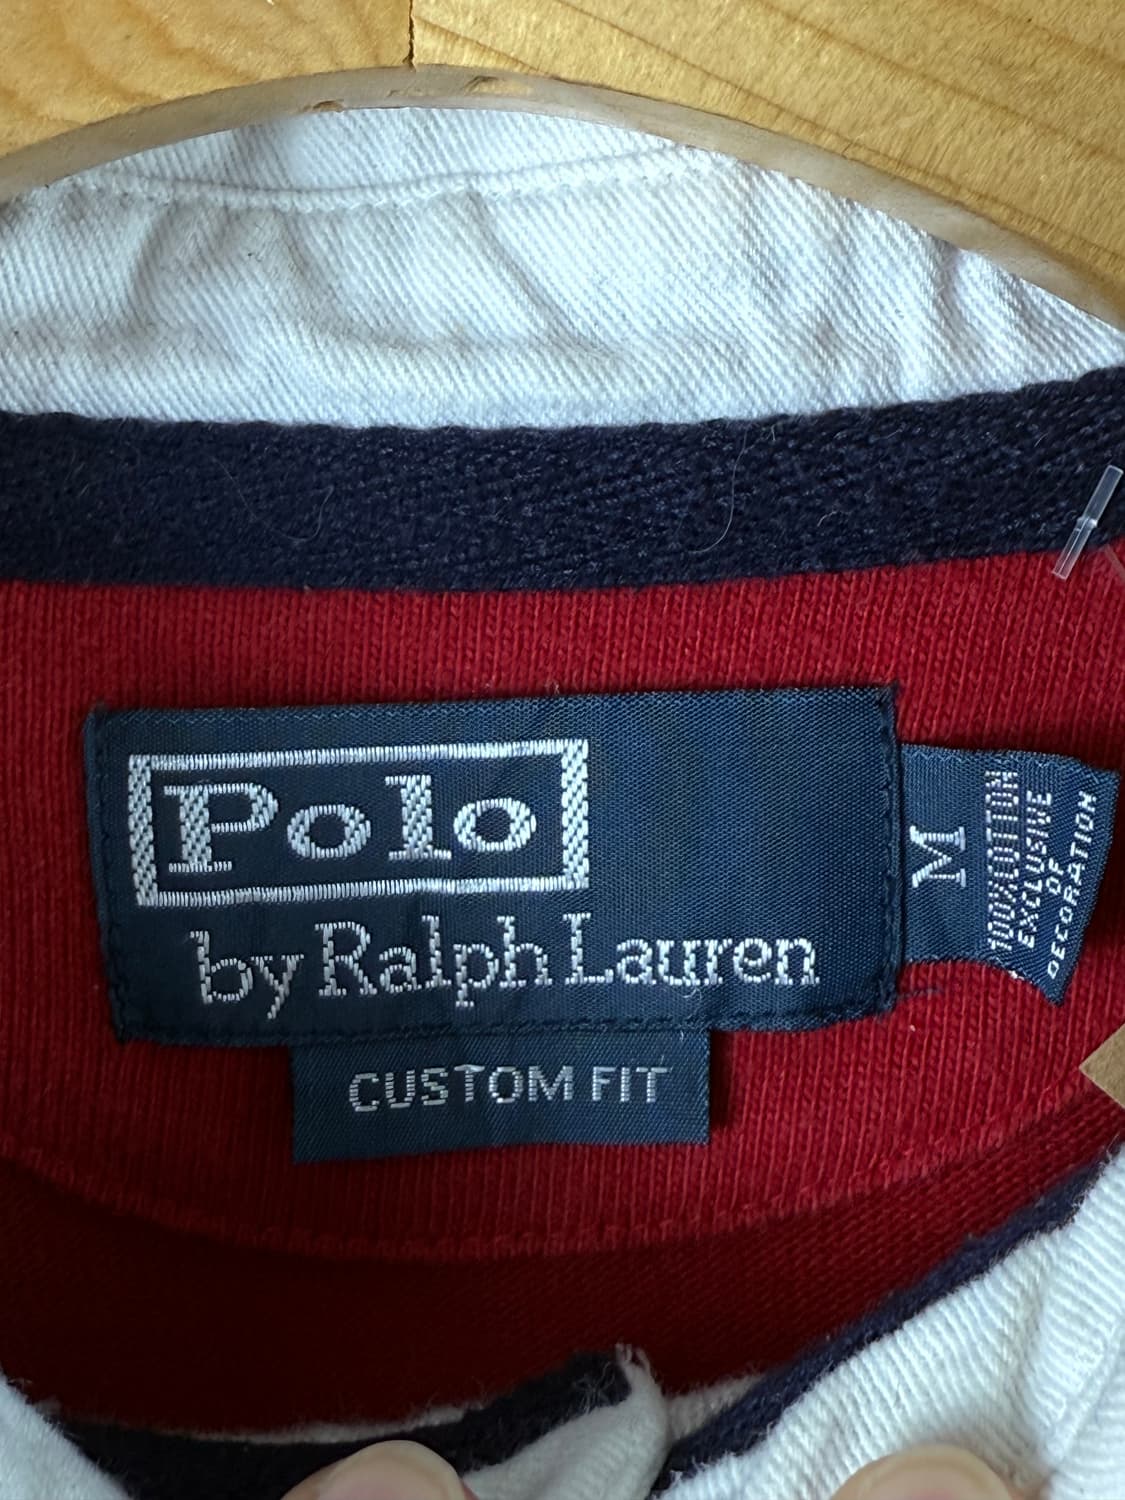 Polo
by Ralph Lauren
CUSTOM FIT
M
100% COTTON
EXCLUSIVE
OF
DECORATION